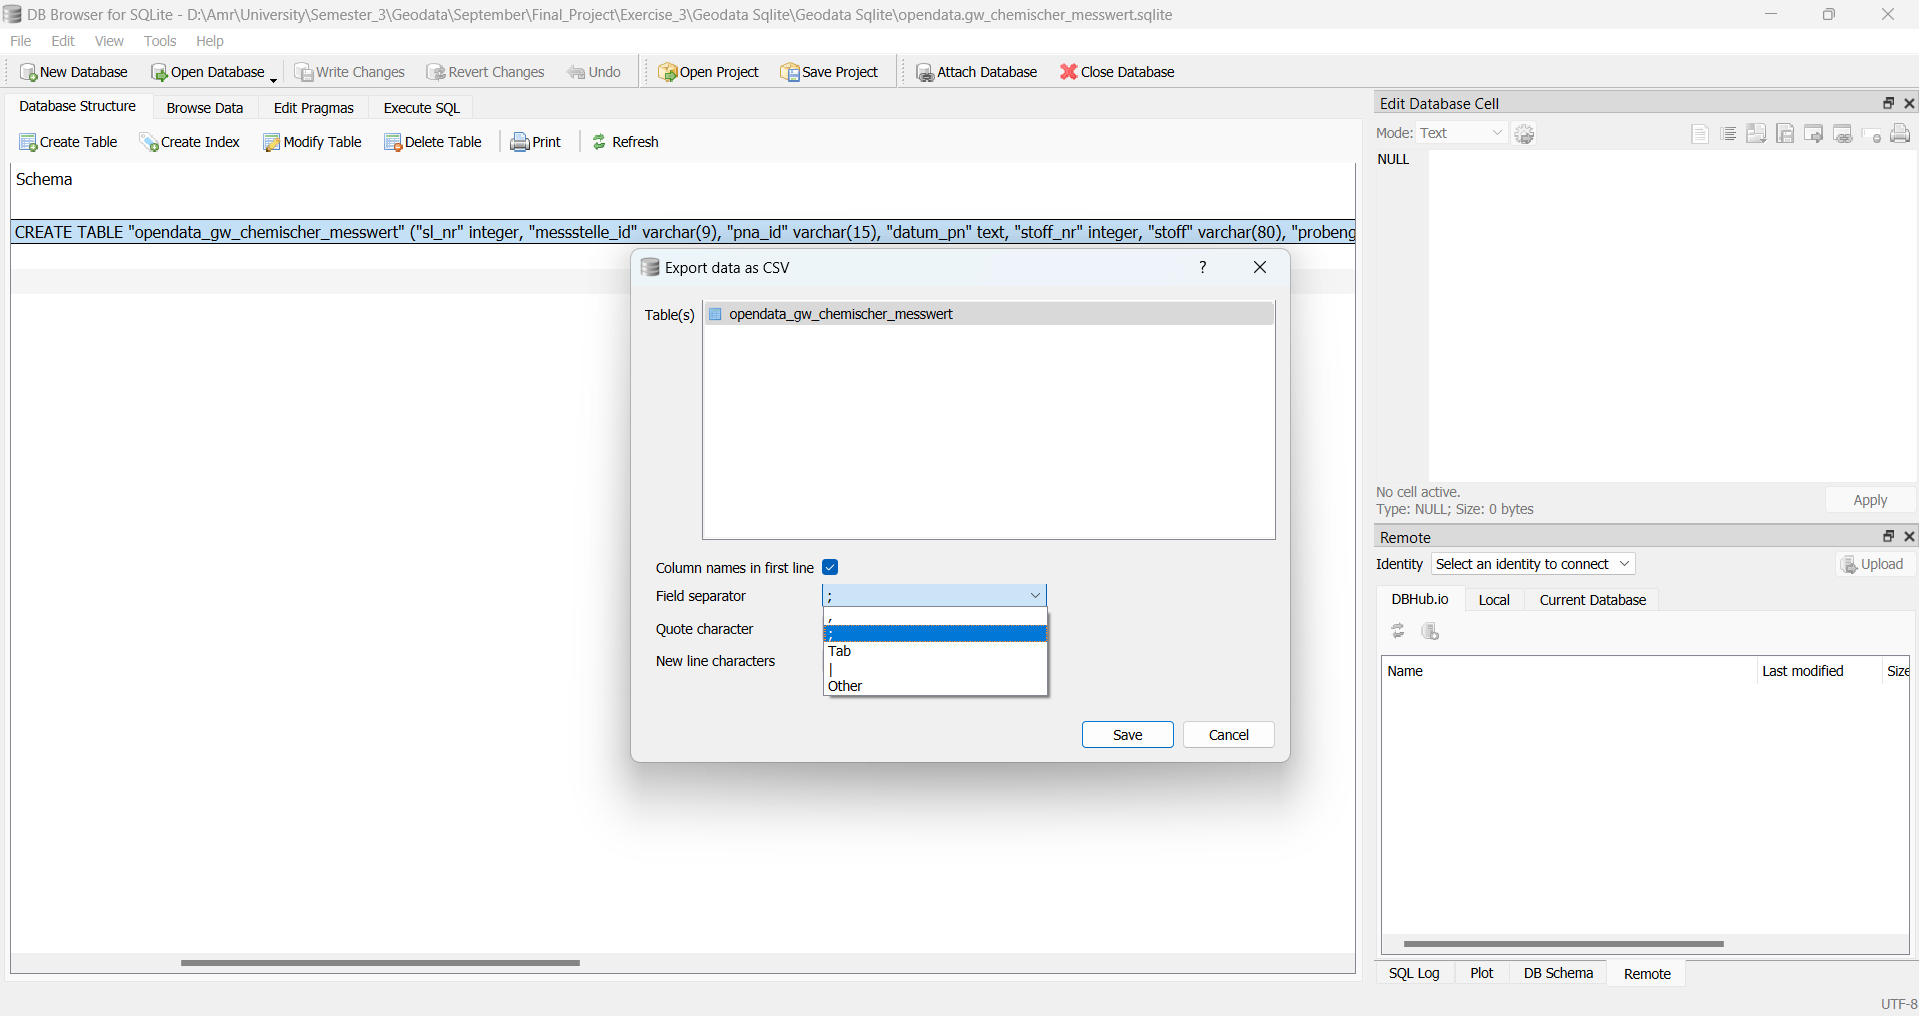 DB Browser for SQLite - D:\Amr\University\Semester_3\Geodata\September\Final_Project\Exercise_3\Geodata Sqlite\Geodata Sqlite\opendata.gw_chemischer_messwert.sqlite
File Edit View Tools Help
New Database Open Database Write Changes Revert Changes Undo Open Project Save Project Attach Database Close Database
Database Structure Browse Data Edit Pragmas Execute SQL
Create Table Create Index Modify Table Delete Table Print Refresh
Schema
CREATE TABLE "opendata_gw_chemischer_messwert" ("sl_nr" integer, "messstelle_id" varchar(9), "pna_id" varchar(15), "datum_pn" text, "stoff_nr" integer, "stoff" varchar(80), "probeng
Export data as CSV ?
Table(s) opendata_gw_chemischer_messwert
Column names in first line
Field separator ;
,
;
Quote character
Tab
New line characters
|
Other
Save Cancel
Edit Database Cell
Mode: Text
NULL
No cell active.
Type: NULL; Size: 0 bytes
Apply
Remote
Identity Select an identity to connect Upload
DBHub.io Local Current Database
Name Last modified Size
SQL Log Plot DB Schema Remote
UTF-8